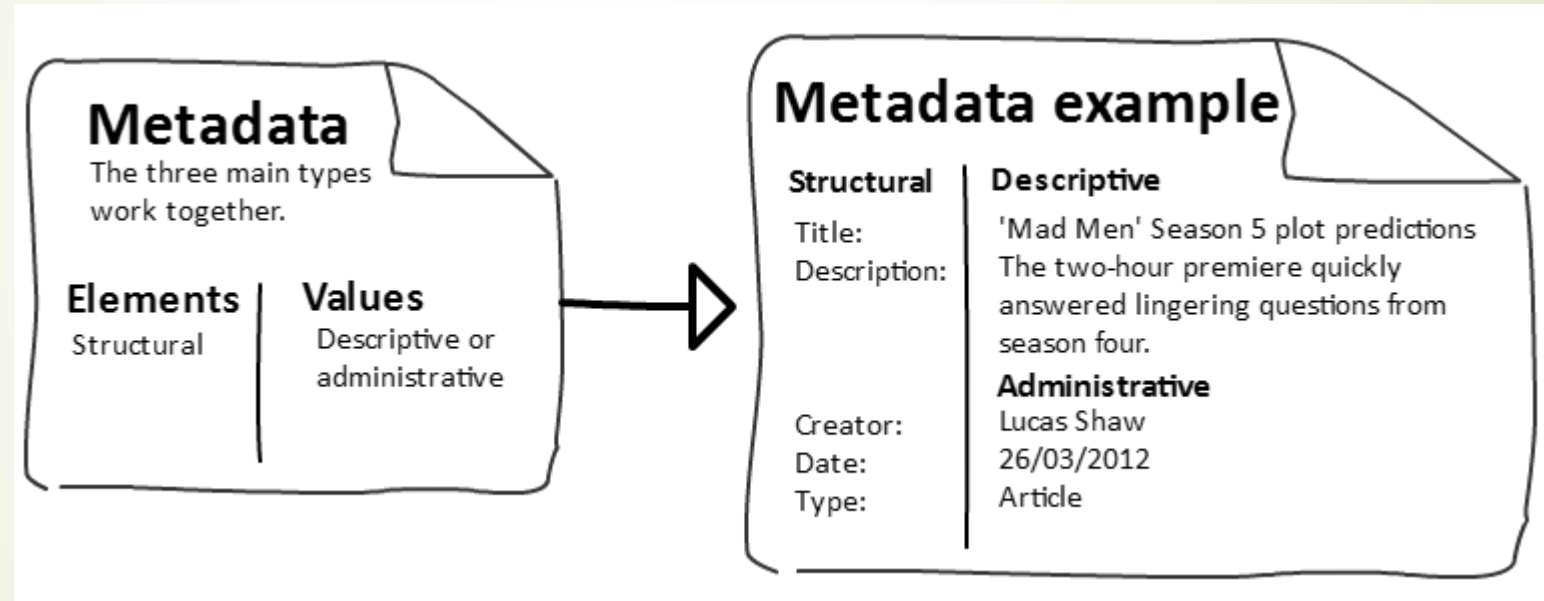 Metadata
The three main types
work together.
Elements
Values
Structural
Descriptive or
administrative
Metadata example
Structural
Descriptive
Title:
'Mad Men' Season 5 plot predictions
Description:
The two-hour premiere quickly
answered lingering questions from
season four.
Administrative
Creator:
Lucas Shaw
Date:
26/03/2012
Type:
Article